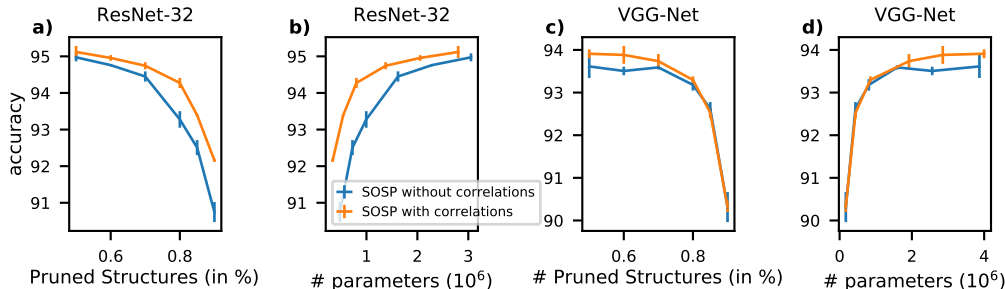 a)
ResNet-32
95
94
93
92
91
accuracy
0.6
0.8
Pruned Structures (in %)
b)
ResNet-32
95
94
93
92
91
1
2
3
# parameters (10⁶)
SOSP without correlations
SOSP with correlations
c)
VGG-Net
94
93
92
91
90
0.6
0.8
# Pruned Structures (in %)
d)
VGG-Net
94
93
92
91
90
0
2
4
# parameters (10⁶)